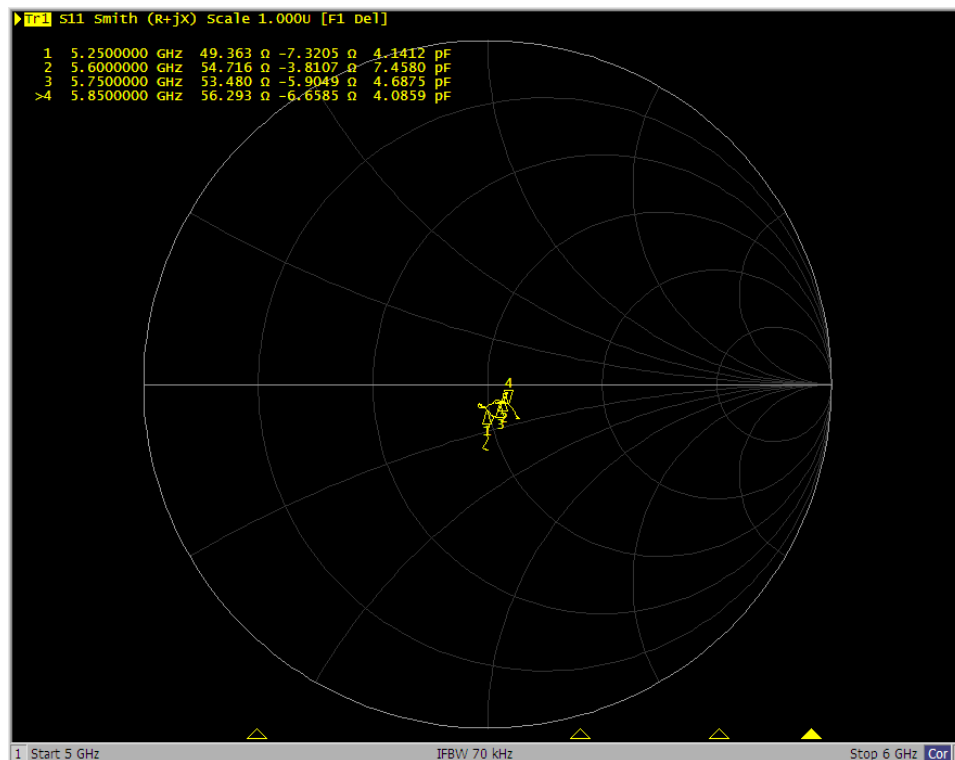 Tr1 S11 Smith (R+jX) Scale 1.000U [F1 Del]
1 5.2500000 GHz 49.363 Ω -7.3205 Ω 4.1412 pF
2 5.6000000 GHz 54.716 Ω -3.8107 Ω 7.4580 pF
3 5.7500000 GHz 53.480 Ω -5.9049 Ω 4.6875 pF
>4 5.8500000 GHz 56.293 Ω -6.6585 Ω 4.0859 pF
4
2
3
1
1 Start 5 GHz IFBW 70 kHz Stop 6 GHz Cor